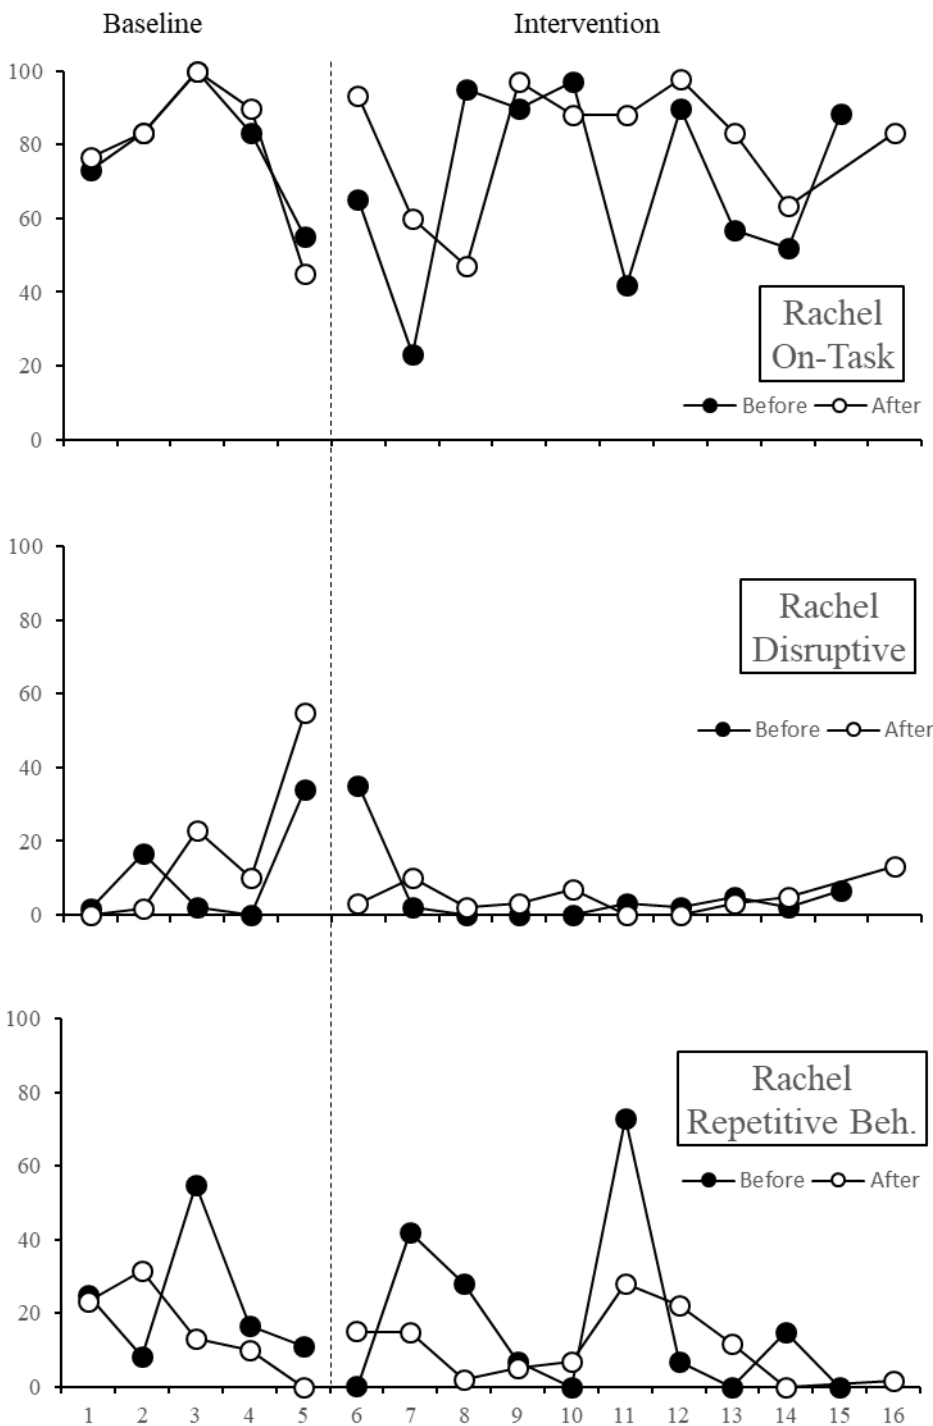 Baseline Intervention
100
80
60
40
20
0
Rachel
On-Task
Before After
100
80
60
40
20
0
Rachel
Disruptive
Before After
100
80
60
40
20
0
Rachel
Repetitive Beh.
Before After
1 2 3 4 5 6 7 8 9 10 11 12 13 14 15 16